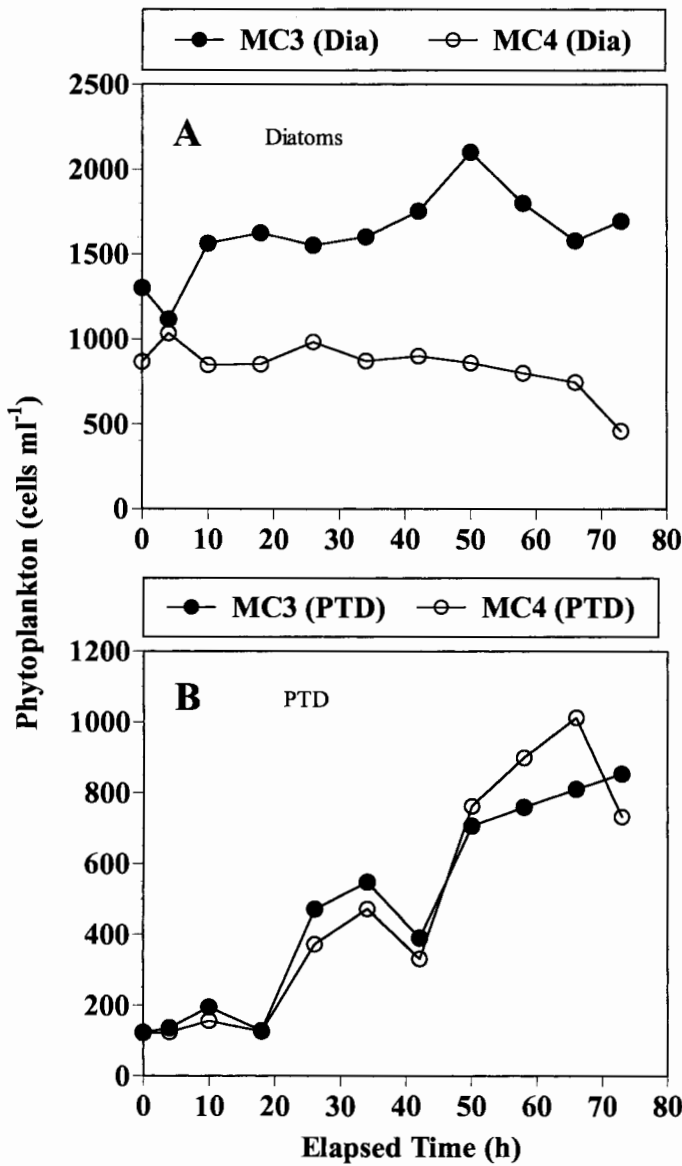 MC3 (Dia) MC4 (Dia)
2500
2000
1500
1000
500
0
A Diatoms
0 10 20 30 40 50 60 70 80
Phytoplankton (cells ml⁻¹)
MC3 (PTD) MC4 (PTD)
1200
1000
800
600
400
200
0
B PTD
0 10 20 30 40 50 60 70 80
Elapsed Time (h)